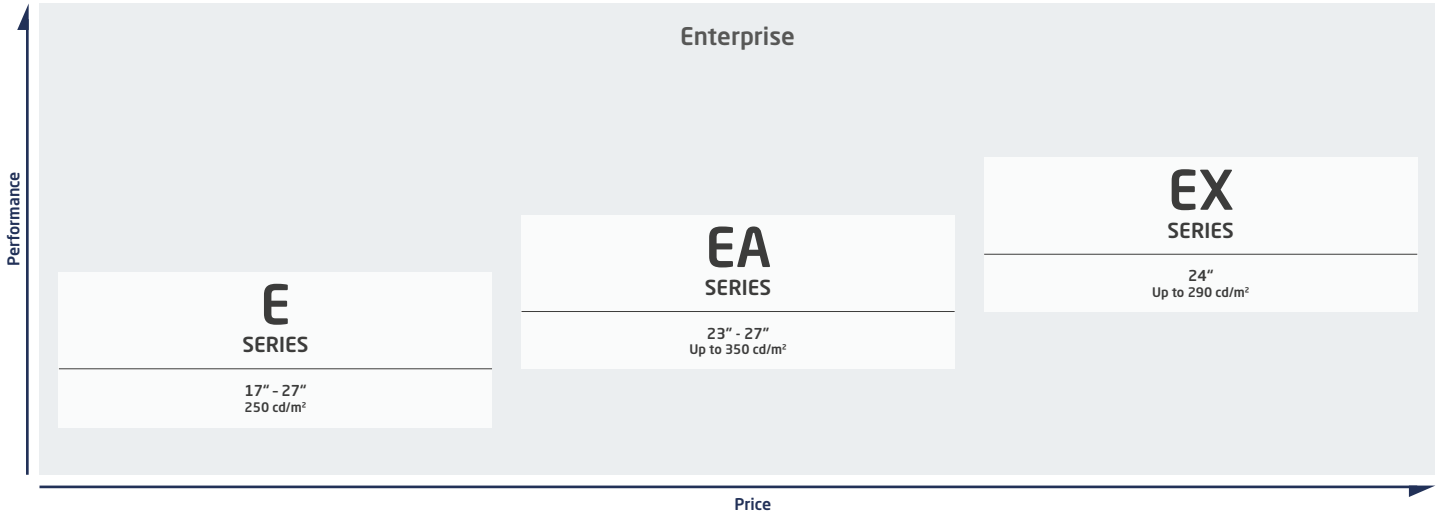 Enterprise
Performance
EX
SERIES
24“
Up to 290 cd/m²
EA
SERIES
23” - 27”
Up to 350 cd/m²
E
SERIES
17“ – 27“
250 cd/m²
Price